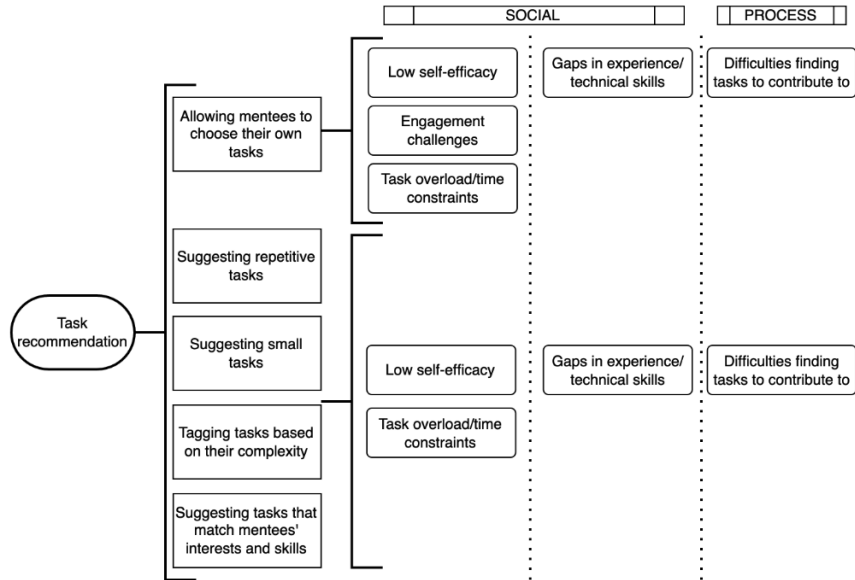 SOCIAL
PROCESS
Low self-efficacy
Gaps in experience/
technical skills
Difficulties finding
tasks to contribute to
Allowing mentees to
choose their own
tasks
Engagement
challenges
Task overload/time
constraints
Suggesting repetitive
tasks
Task
recommendation
Suggesting small
tasks
Low self-efficacy
Gaps in experience/
technical skills
Difficulties finding
tasks to contribute to
Tagging tasks based
on their complexity
Task overload/time
constraints
Suggesting tasks that
match mentees'
interests and skills